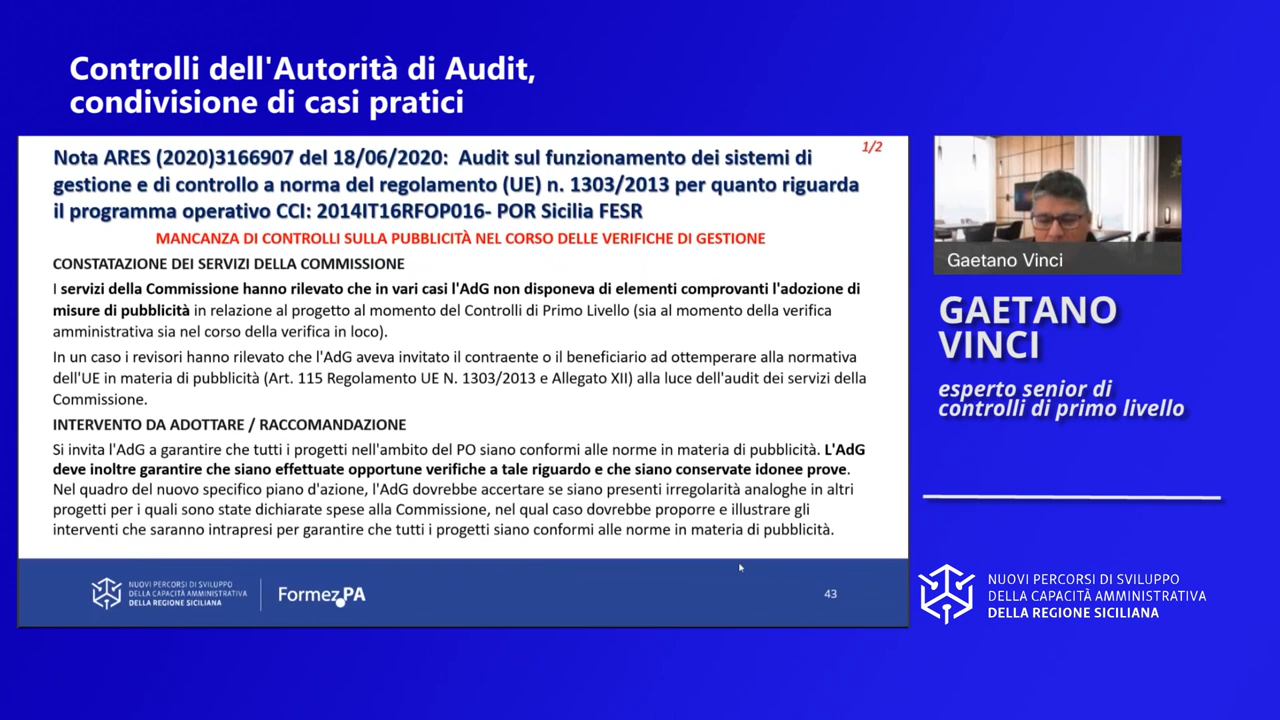 Controlli dell'Autorità di Audit,
condivisione di casi pratici
1/2
Nota ARES (2020)3166907 del 18/06/2020: Audit sul funzionamento dei sistemi di
gestione e di controllo a norma del regolamento (UE) n. 1303/2013 per quanto riguarda
il programma operativo CCI: 2014IT16RFOP016- POR Sicilia FESR
MANCANZA DI CONTROLLI SULLA PUBBLICITÀ NEL CORSO DELLE VERIFICHE DI GESTIONE
CONSTATAZIONE DEI SERVIZI DELLA COMMISSIONE
I servizi della Commissione hanno rilevato che in vari casi l'AdG non disponeva di elementi comprovanti l'adozione di
misure di pubblicità in relazione al progetto al momento del Controlli di Primo Livello (sia al momento della verifica
amministrativa sia nel corso della verifica in loco).
In un caso i revisori hanno rilevato che l'AdG aveva invitato il contraente o il beneficiario ad ottemperare alla normativa
dell'UE in materia di pubblicità (Art. 115 Regolamento UE N. 1303/2013 e Allegato XII) alla luce dell'audit dei servizi della
Commissione.
INTERVENTO DA ADOTTARE / RACCOMANDAZIONE
Si invita l'AdG a garantire che tutti i progetti nell'ambito del PO siano conformi alle norme in materia di pubblicità. L'AdG
deve inoltre garantire che siano effettuate opportune verifiche a tale riguardo e che siano conservate idonee prove.
Nel quadro del nuovo specifico piano d'azione, l'AdG dovrebbe accertare se siano presenti irregolarità analoghe in altri
progetti per i quali sono state dichiarate spese alla Commissione, nel qual caso dovrebbe proporre e illustrare gli
interventi che saranno intrapresi per garantire che tutti i progetti siano conformi alle norme in materia di pubblicità.
NUOVI PERCORSI DI SVILUPPO
DELLA CAPACITÀ AMMINISTRATIVA
DELLA REGIONE SICILIANA
FormezPA
43
Gaetano Vinci
GAETANO
VINCI
esperto senior di
controlli di primo livello
NUOVI PERCORSI DI SVILUPPO
DELLA CAPACITÀ AMMINISTRATIVA
DELLA REGIONE SICILIANA